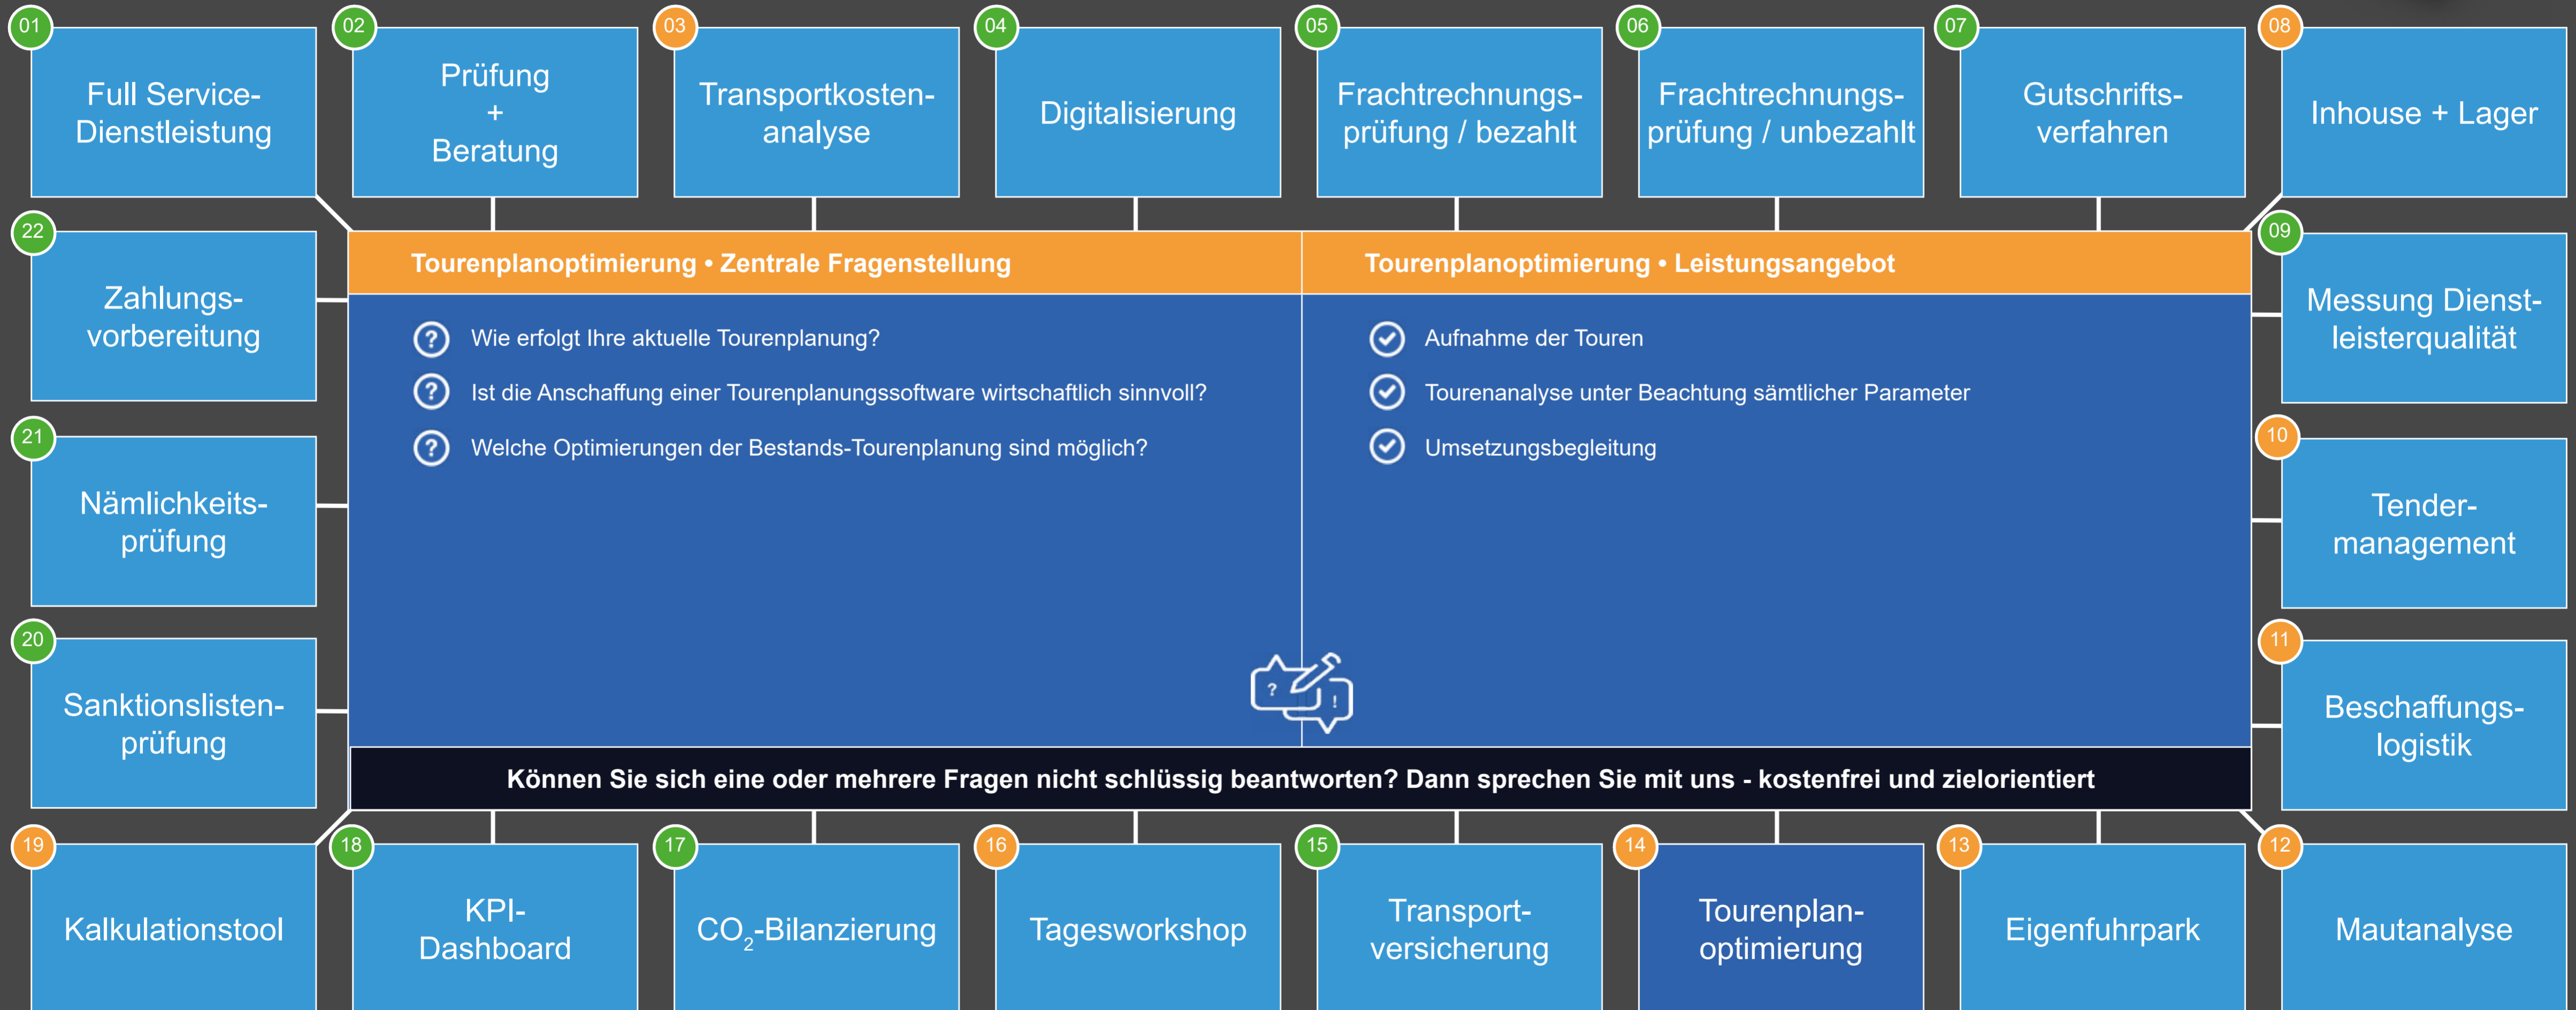 01
Full Service-
Dienstleistung
02
Prüfung
+
Beratung
03
Transportkosten-
analyse
04
Digitalisierung
05
Frachtrechnungs-
prüfung / bezahlt
06
Frachtrechnungs-
prüfung / unbezahlt
07
Gutschrifts-
verfahren
08
Inhouse + Lager
22
Zahlungs-
vorbereitung
21
Nämlichkeits-
prüfung
20
Sanktionslisten-
prüfung
Tourenplanoptimierung • Zentrale Fragenstellung
? Wie erfolgt Ihre aktuelle Tourenplanung?
? Ist die Anschaffung einer Tourenplanungssoftware wirtschaftlich sinnvoll?
? Welche Optimierungen der Bestands-Tourenplanung sind möglich?
Tourenplanoptimierung • Leistungsangebot
Aufnahme der Touren
Tourenanalyse unter Beachtung sämtlicher Parameter
Umsetzungsbegleitung
? !
Können Sie sich eine oder mehrere Fragen nicht schlüssig beantworten? Dann sprechen Sie mit uns - kostenfrei und zielorientiert
09
Messung Dienst-
leisterqualität
10
Tender-
management
11
Beschaffungs-
logistik
19
Kalkulationstool
18
KPI-
Dashboard
17
CO₂-Bilanzierung
16
Tagesworkshop
15
Transport-
versicherung
14
Tourenplan-
optimierung
13
Eigenfuhrpark
12
Mautanalyse